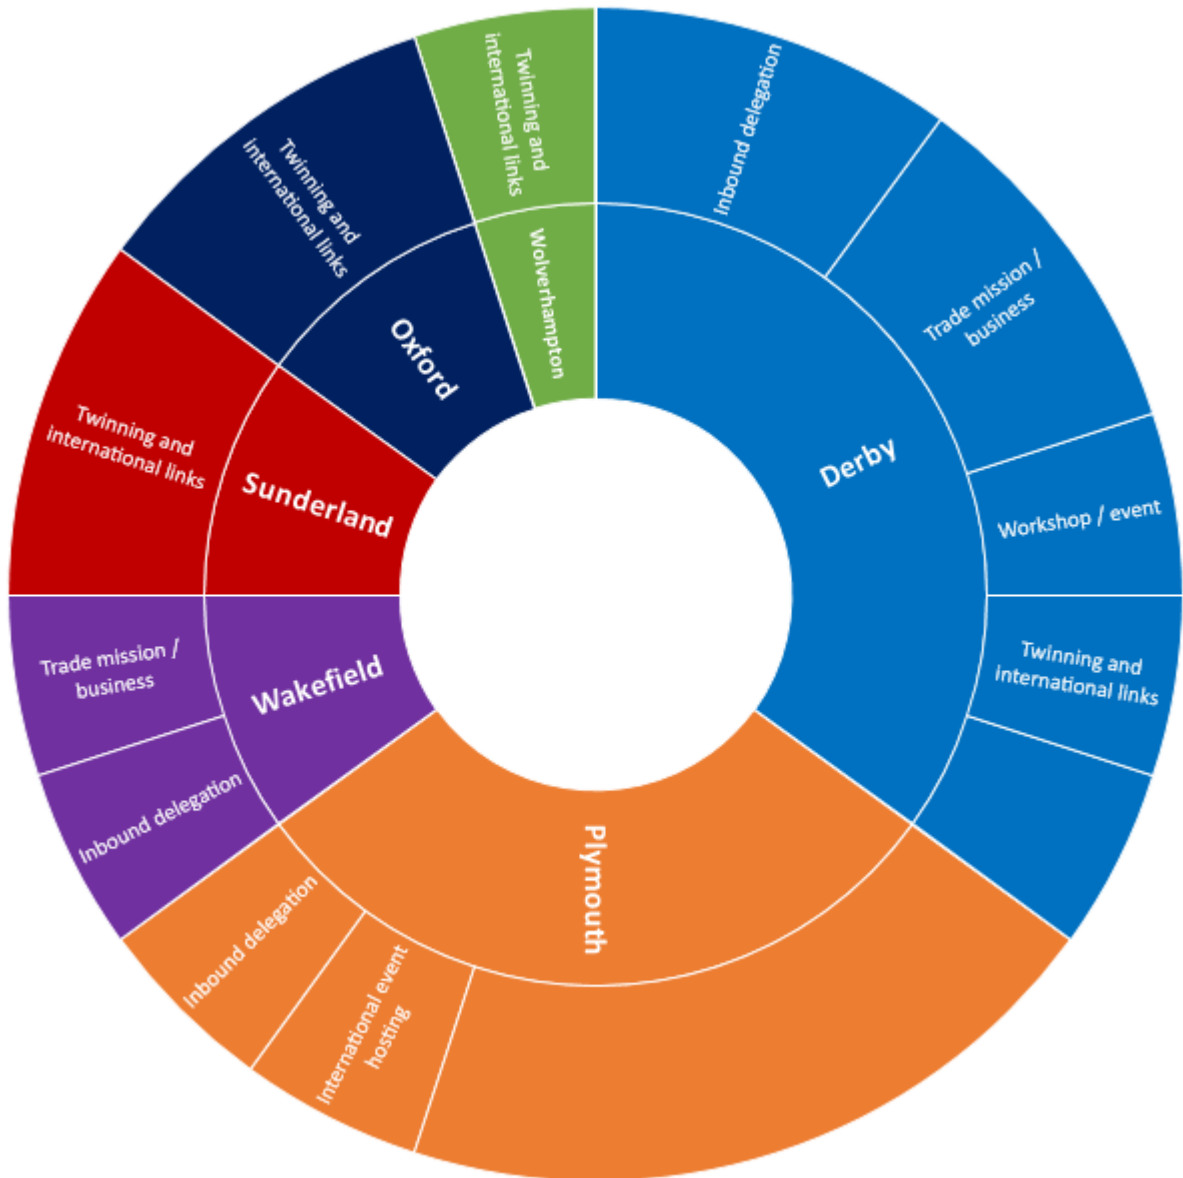 Inbound delegation
Trade mission /
business
Workshop / event
Twinning and
international links
Derby
Plymouth
International event
hosting
Inbound delegation
Wakefield
Inbound delegation
Trade mission /
business
Sunderland
Twinning and
international links
Oxford
Twinning and
international links
Wolverhampton
Twinning and
international links